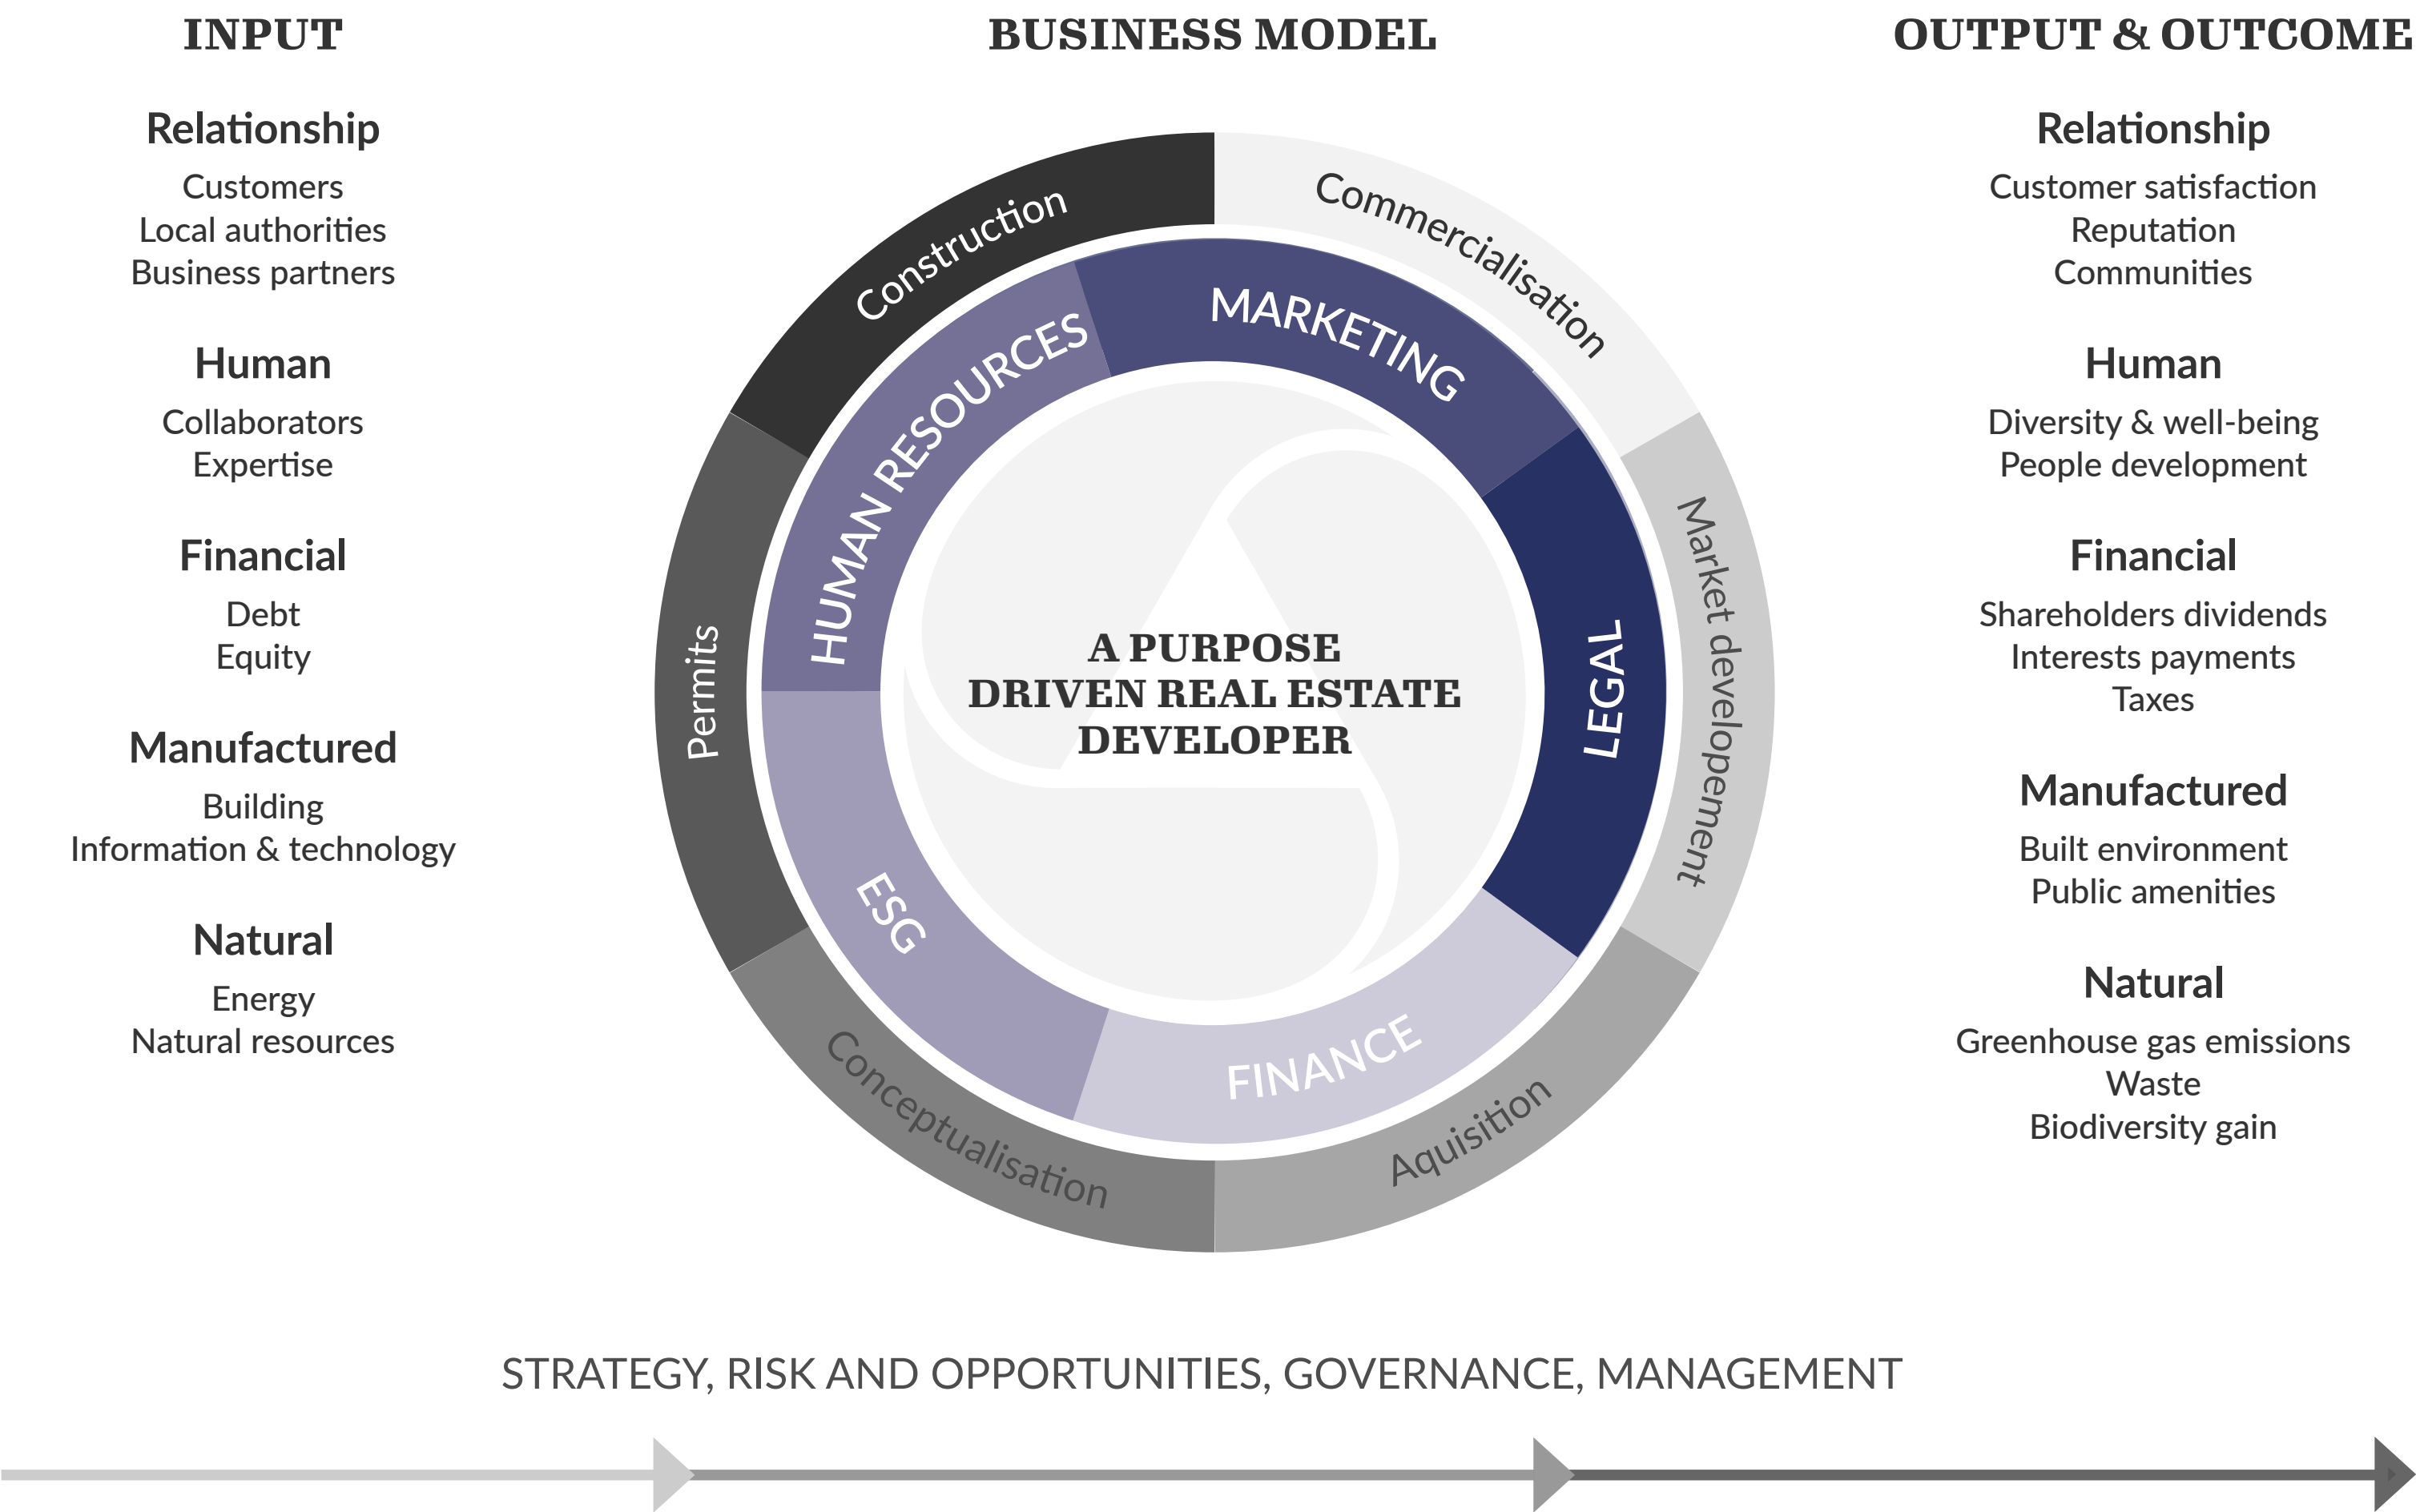 INPUT
Relationship
Customers
Local authorities
Business partners
Human
Collaborators
Expertise
Financial
Debt
Equity
Manufactured
Building
Information & technology
Natural
Energy
Natural resources
BUSINESS MODEL
Construction
Commercialisation
Market developement
Aquisition
Conceptualisation
Permits
HUMAN RESOURCES
MARKETING
LEGAL
FINANCE
ESG
A PURPOSE
DRIVEN REAL ESTATE
DEVELOPER
OUTPUT & OUTCOME
Relationship
Customer satisfaction
Reputation
Communities
Human
Diversity & well-being
People development
Financial
Shareholders dividends
Interests payments
Taxes
Manufactured
Built environment
Public amenities
Natural
Greenhouse gas emissions
Waste
Biodiversity gain
STRATEGY, RISK AND OPPORTUNITIES, GOVERNANCE, MANAGEMENT